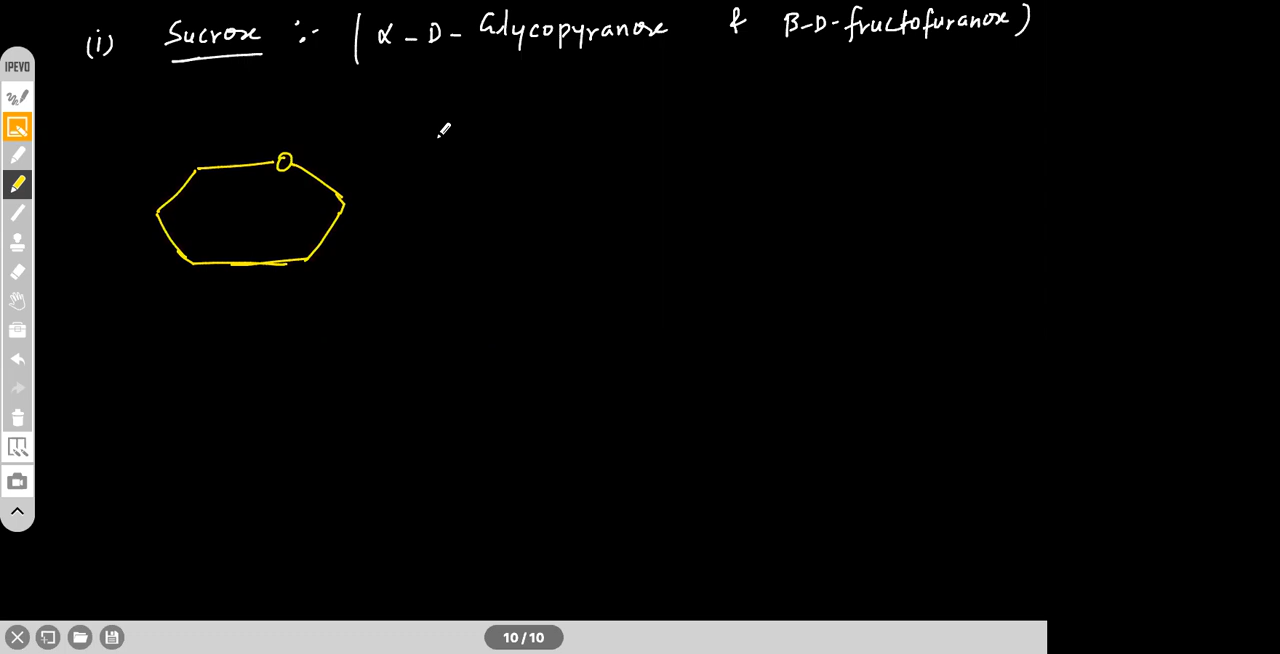 (i) Sucrose :- (α-D-Glycopyranose & β-D-fructofuranose)
IPEVO
O
10/10